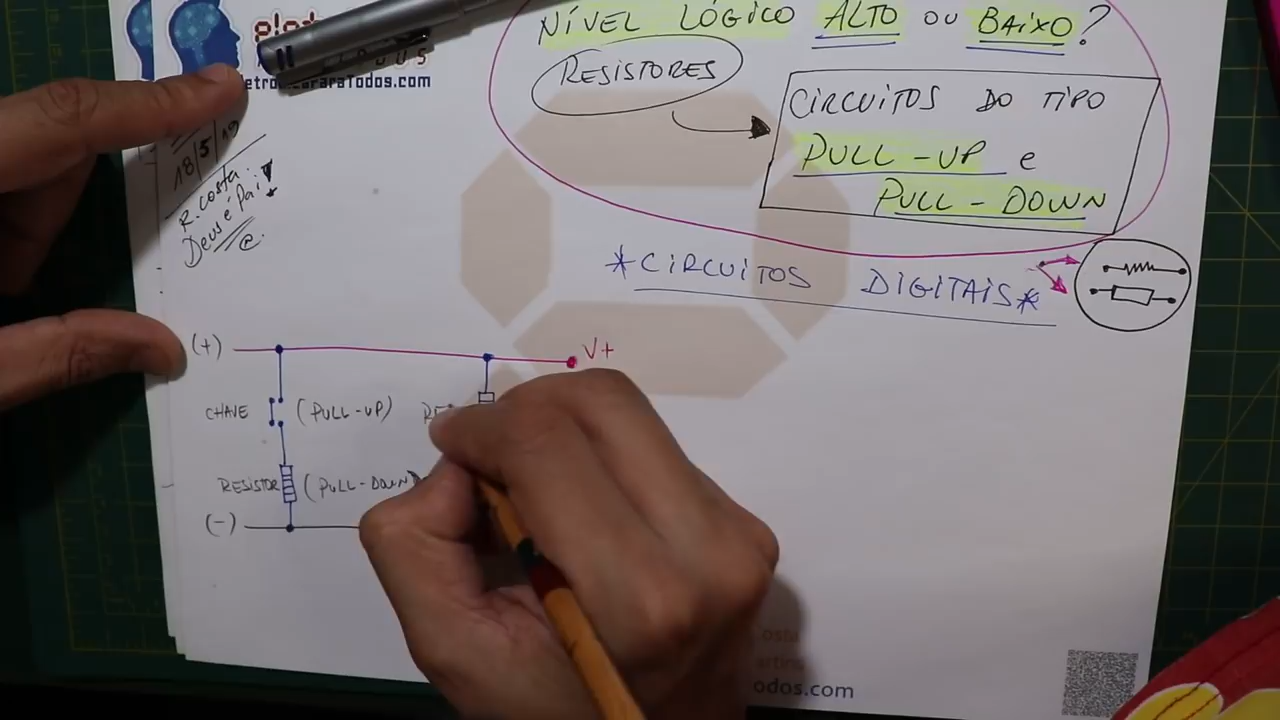 NÍVEL LÓGICO ALTO OU BAIXO?
RESISTORES
CIRCUITOS DO TIPO
PULL-UP e
PULL-DOWN
*CIRCUITOS DIGITAIS*
18/5/19
R. Costa
Deus é Pai!
(+)
V+
CHAVE (PULL-UP)
RESISTOR (PULL-DOWN)
(-)
odos.com